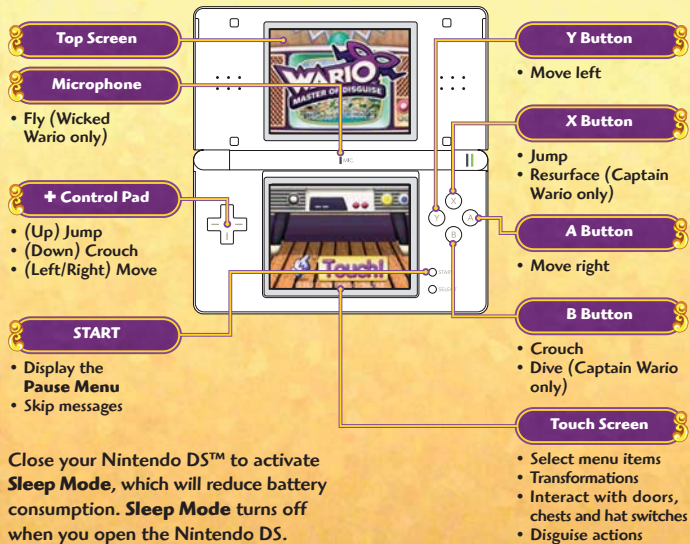 Top Screen
Microphone
• Fly (Wicked
Wario only)
+ Control Pad
• (Up) Jump
• (Down) Crouch
• (Left/Right) Move
START
• Display the
Pause Menu
• Skip messages
Close your Nintendo DS™ to activate
Sleep Mode, which will reduce battery
consumption. Sleep Mode turns off
when you open the Nintendo DS.
WARIO
MASTER OF DISGUISE
MIC.
Touch!
X
Y
A
B
START
SELECT
Y Button
• Move left
X Button
• Jump
• Resurface (Captain
Wario only)
A Button
• Move right
B Button
• Crouch
• Dive (Captain Wario
only)
Touch Screen
• Select menu items
• Transformations
• Interact with doors,
chests and hat switches
• Disguise actions